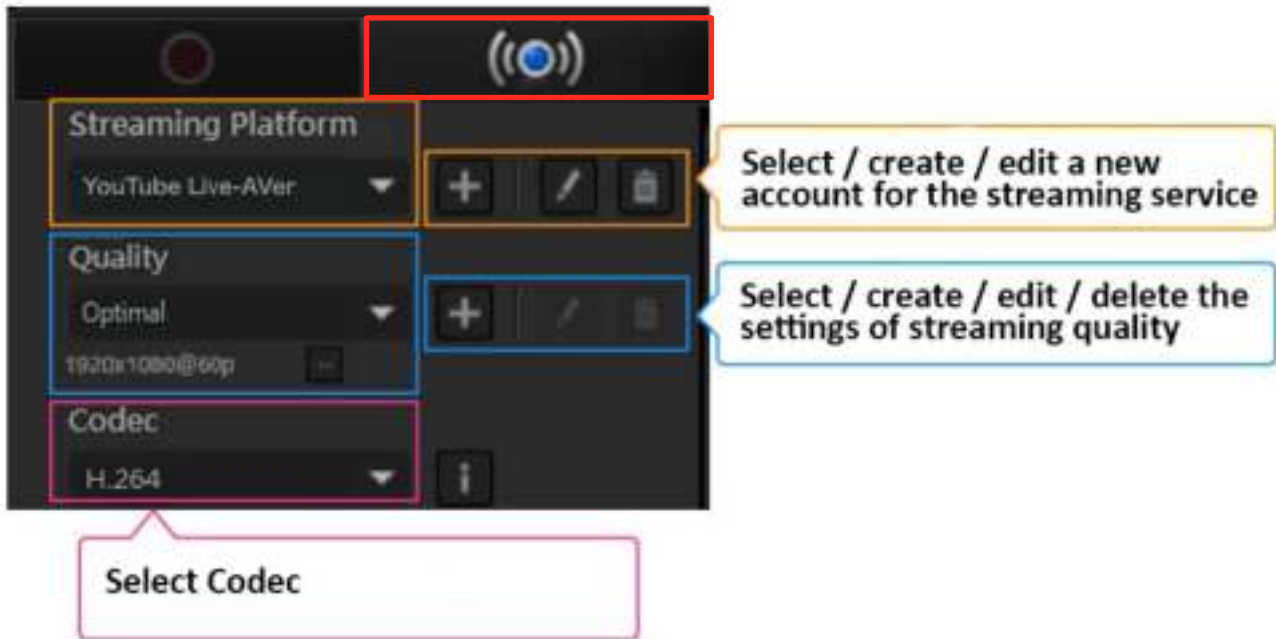 Streaming Platform
YouTube Live-AVer
Select / create / edit a new
account for the streaming service
Quality
Optimal
1920x1080@60p
Select / create / edit / delete the
settings of streaming quality
Codec
H.264
Select Codec